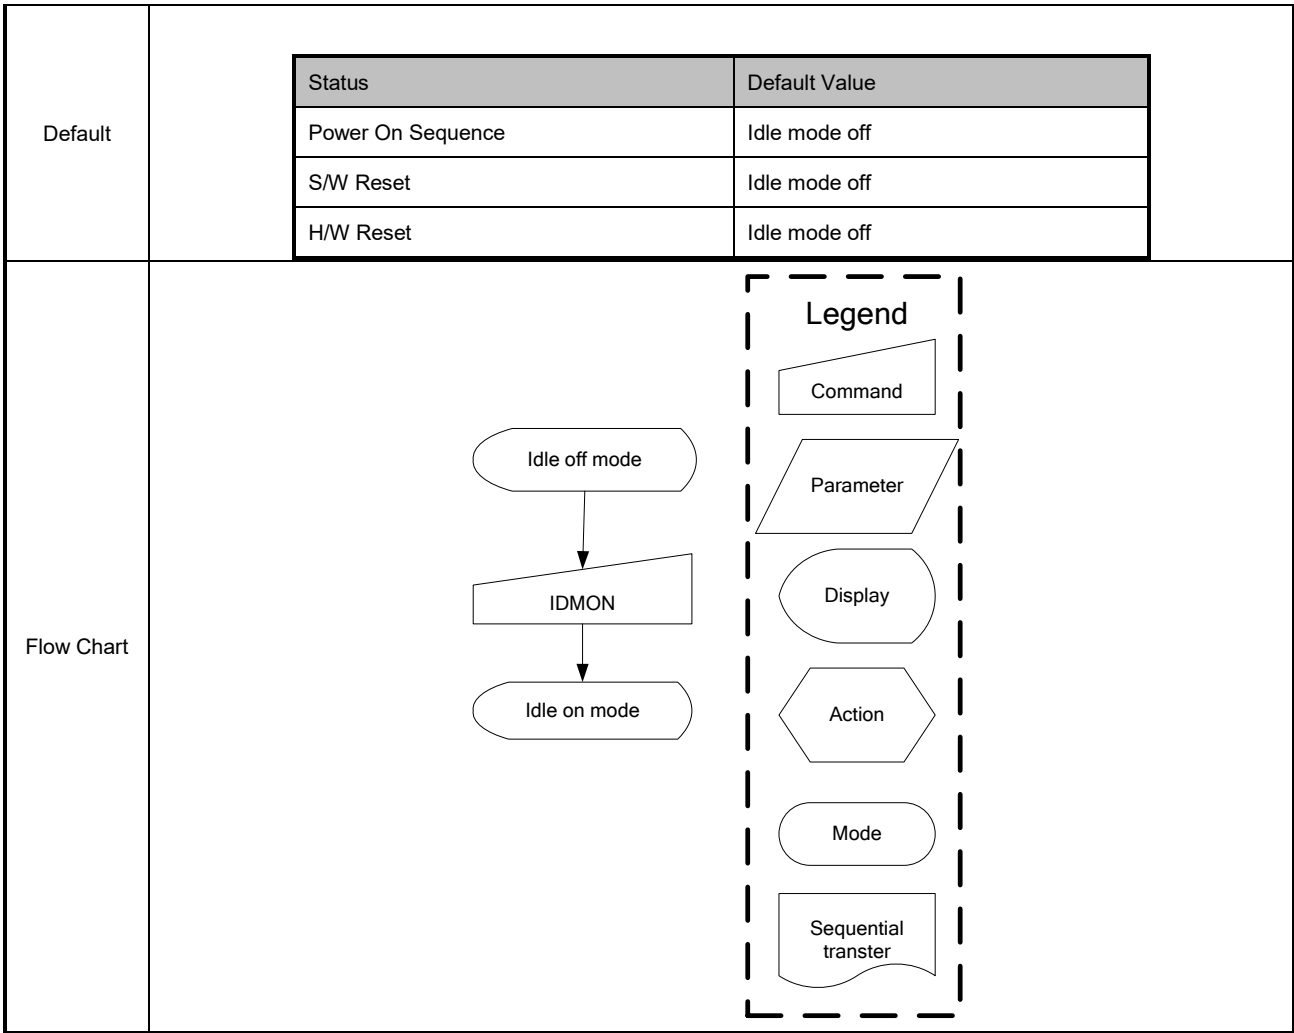 Default
Status Default Value
Power On Sequence Idle mode off
S/W Reset Idle mode off
H/W Reset Idle mode off
Flow Chart
Idle off mode
IDMON
Idle on mode
Legend
Command
Parameter
Display
Action
Mode
Sequential
transter